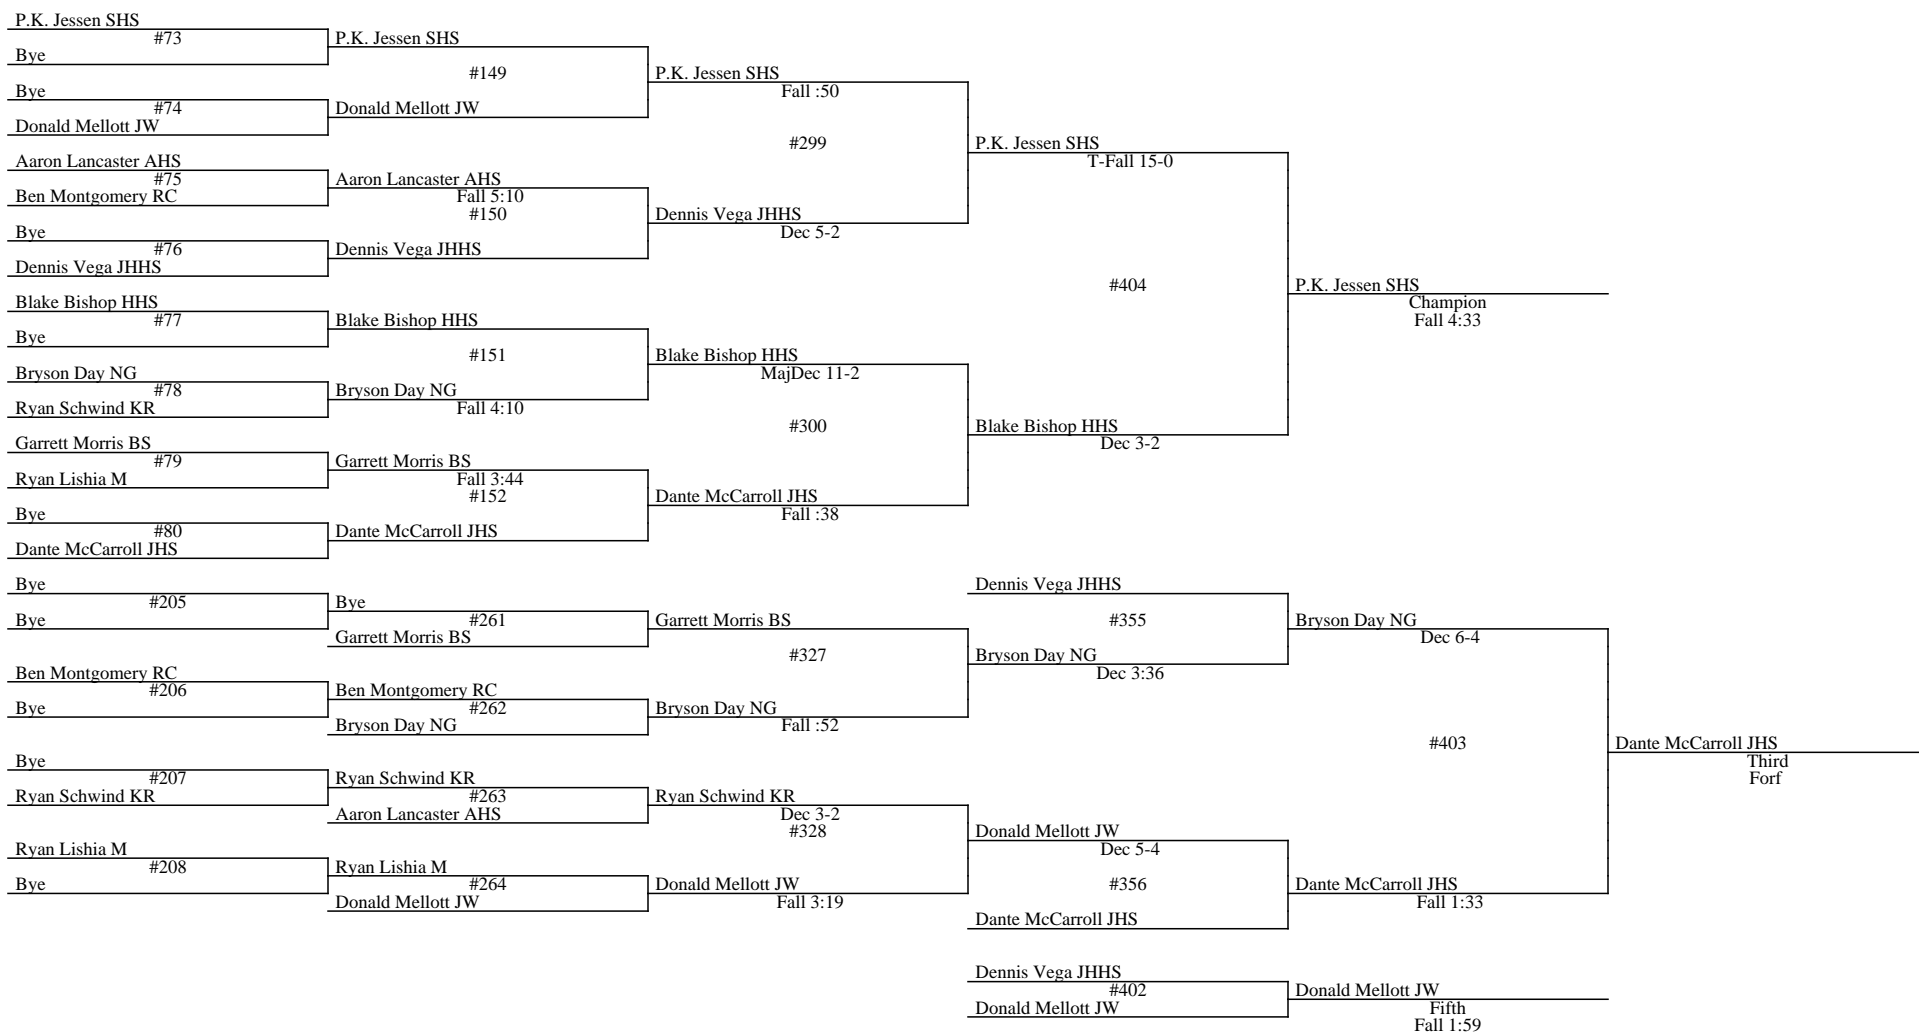 P.K. Jessen SHS
#73
Bye
Bye
#74
Donald Mellott JW
Aaron Lancaster AHS
#75
Ben Montgomery RC
Bye
#76
Dennis Vega JHHS
Blake Bishop HHS
#77
Bye
Bryson Day NG
#78
Ryan Schwind KR
Garrett Morris BS
#79
Ryan Lishia M
Bye
#80
Dante McCarroll JHS
P.K. Jessen SHS
#149
Donald Mellott JW
Aaron Lancaster AHS
Fall 5:10
#150
Dennis Vega JHHS
Blake Bishop HHS
#151
Bryson Day NG
Fall 4:10
Garrett Morris BS
Fall 3:44
#152
Dante McCarroll JHS
P.K. Jessen SHS
Fall :50
#299
Dennis Vega JHHS
Dec 5-2
Blake Bishop HHS
MajDec 11-2
#300
Dante McCarroll JHS
Fall :38
P.K. Jessen SHS
T-Fall 15-0
#404
Blake Bishop HHS
Dec 3-2
P.K. Jessen SHS
Champion
Fall 4:33
Bye
#205
Bye
Ben Montgomery RC
#206
Bye
Bye
#207
Ryan Schwind KR
Ryan Lishia M
#208
Bye
Bye
#261
Garrett Morris BS
Ben Montgomery RC
#262
Bryson Day NG
Ryan Schwind KR
#263
Aaron Lancaster AHS
Ryan Lishia M
#264
Donald Mellott JW
Garrett Morris BS
#327
Bryson Day NG
Fall :52
Ryan Schwind KR
Dec 3-2
#328
Donald Mellott JW
Fall 3:19
Dennis Vega JHHS
#355
Bryson Day NG
Dec 3:36
Donald Mellott JW
Dec 5-4
#356
Dante McCarroll JHS
Bryson Day NG
Dec 6-4
#403
Dante McCarroll JHS
Fall 1:33
Dante McCarroll JHS
Third
Forf
Dennis Vega JHHS
#402
Donald Mellott JW
Donald Mellott JW
Fifth
Fall 1:59